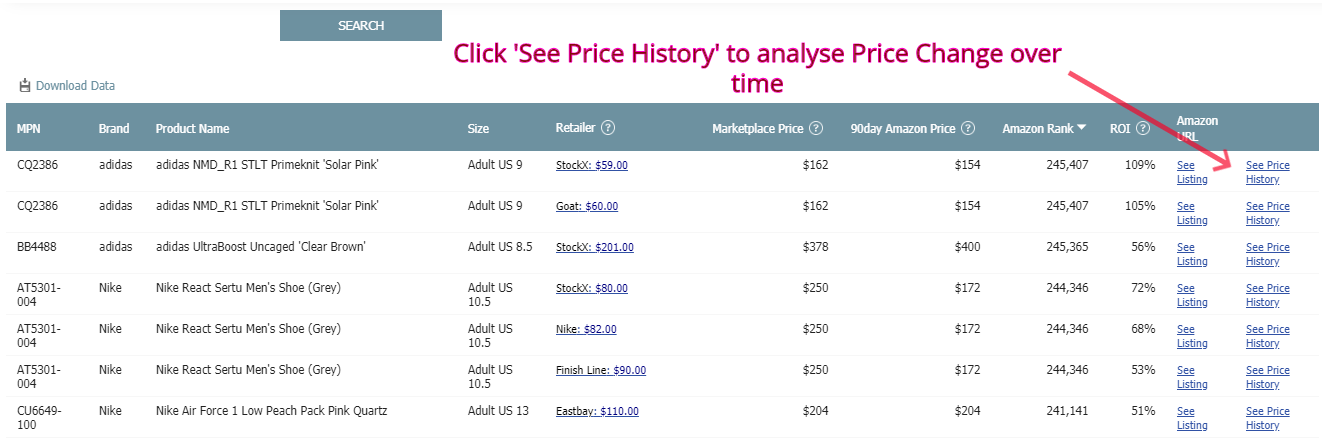 SEARCH
Click 'See Price History' to analyse Price Change over
time
Download Data
MPN Brand Product Name Size Retailer ? Marketplace Price ? 90day Amazon Price ? Amazon Rank ROI ? Amazon
URL
CQ2386 adidas adidas NMD_R1 STLT Primeknit 'Solar Pink' Adult US 9 StockX: $59.00 $162 $154 245,407 109% See See Price
Listing History
CQ2386 adidas adidas NMD_R1 STLT Primeknit 'Solar Pink' Adult US 9 Goat: $60.00 $162 $154 245,407 105% See See Price
Listing History
BB4488 adidas adidas UltraBoost Uncaged 'Clear Brown' Adult US 8.5 StockX: $201.00 $378 $400 245,365 56% See See Price
Listing History
AT5301- Nike Nike React Sertu Men's Shoe (Grey) Adult US StockX: $80.00 $250 $172 244,346 72% See See Price
004 10.5 Listing History
AT5301- Nike Nike React Sertu Men's Shoe (Grey) Adult US Nike: $82.00 $250 $172 244,346 68% See See Price
004 10.5 Listing History
AT5301- Nike Nike React Sertu Men's Shoe (Grey) Adult US Finish Line: $90.00 $250 $172 244,346 53% See See Price
004 10.5 Listing History
CU6649- Nike Nike Air Force 1 Low Peach Pack Pink Quartz Adult US 13 Eastbay: $110.00 $204 $204 241,141 51% See See Price
100 Listing History